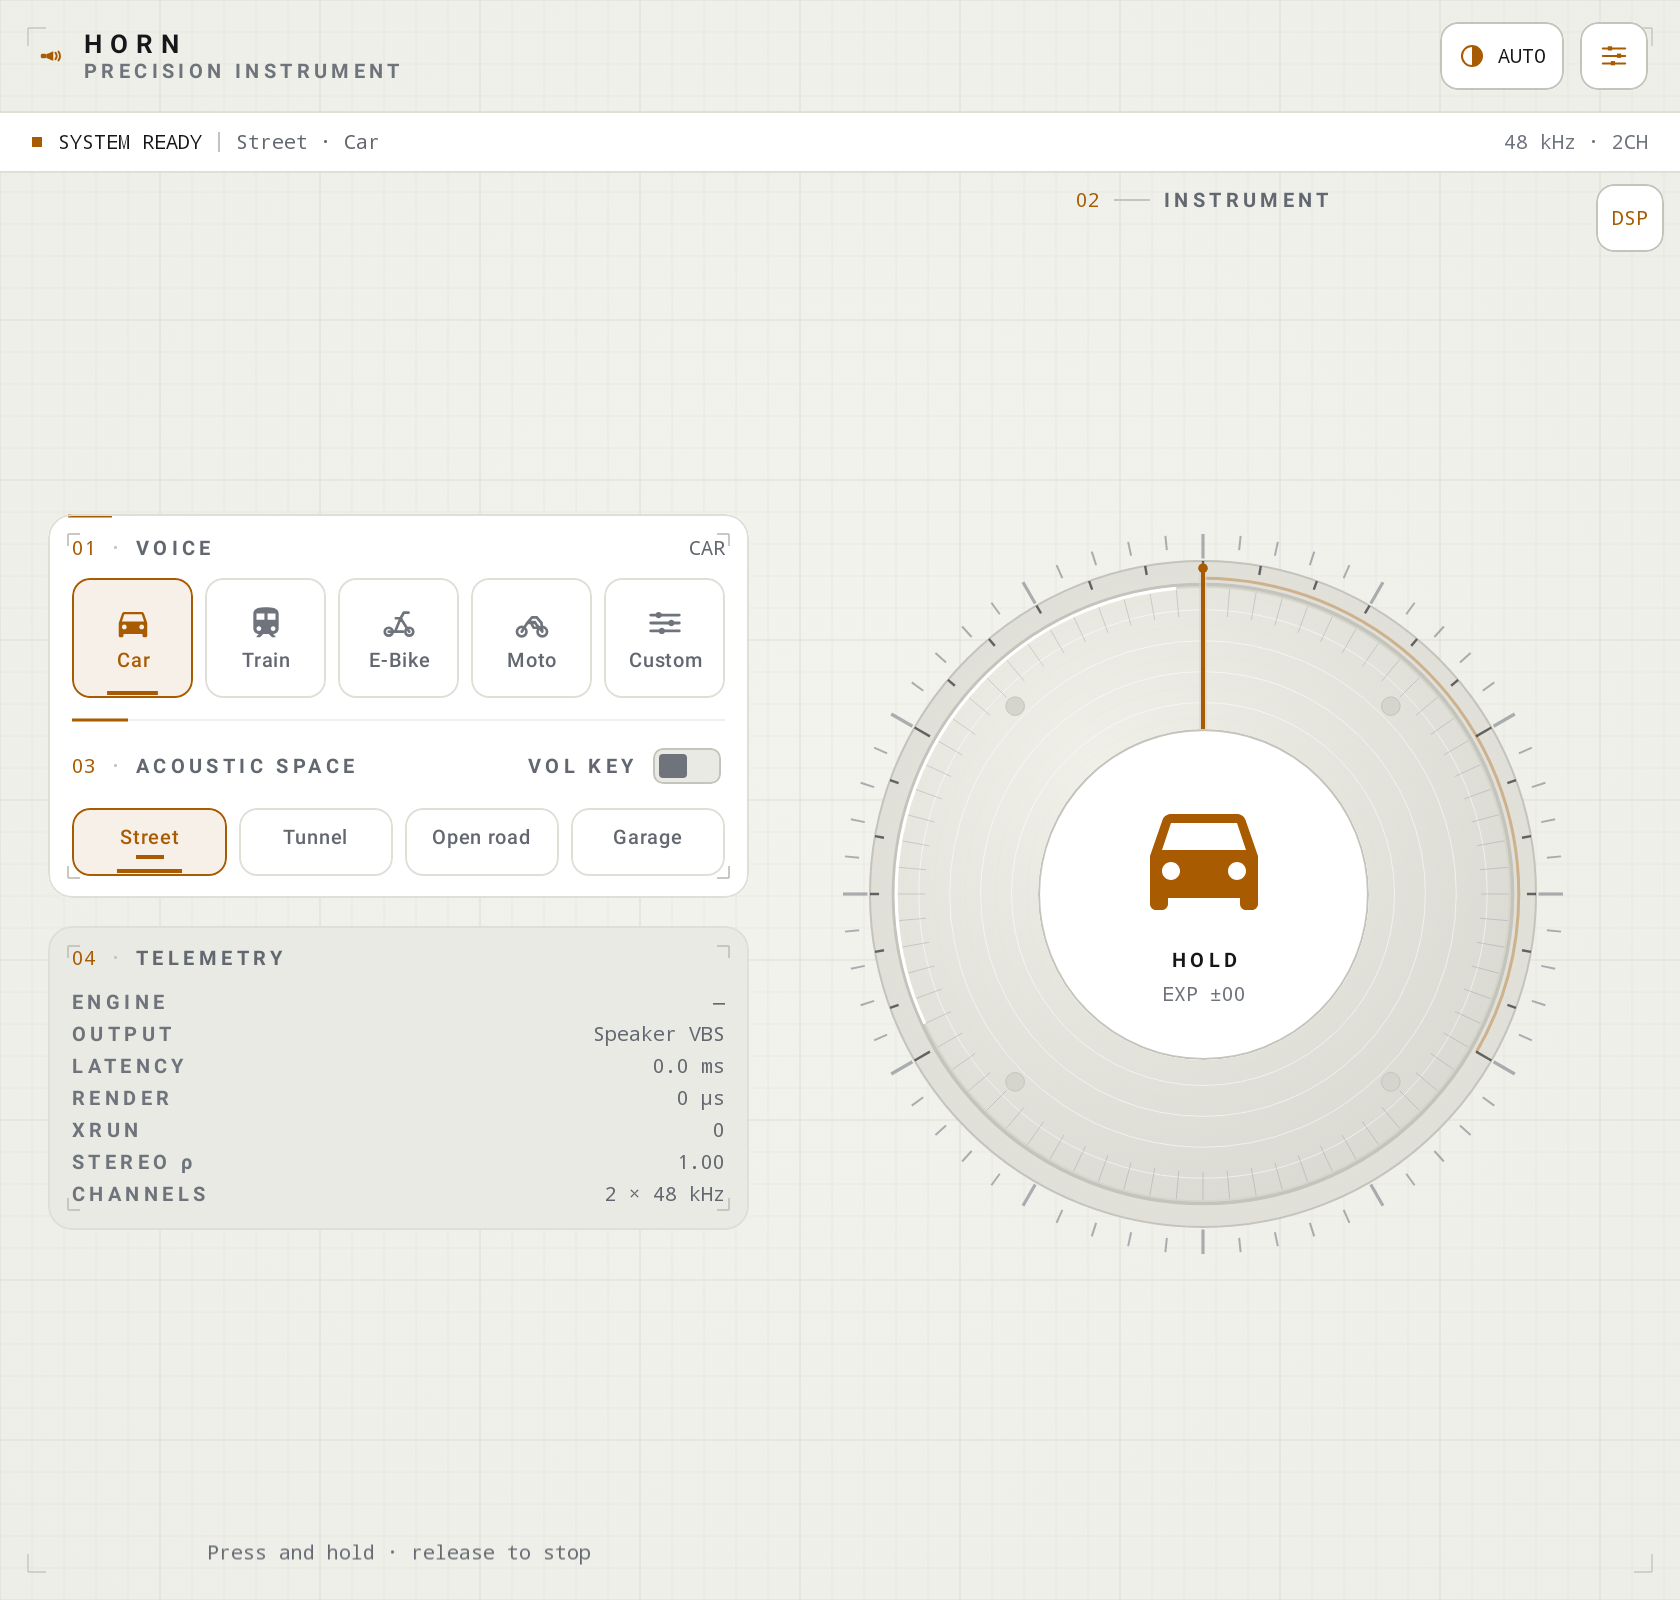 HORN
PRECISION INSTRUMENT
AUTO
SYSTEM READY | Street · Car
48 kHz · 2CH
02 — INSTRUMENT
DSP
01 · VOICE
CAR
Car
Train
E-Bike
Moto
Custom
03 · ACOUSTIC SPACE
VOL KEY
Street
Tunnel
Open road
Garage
04 · TELEMETRY
ENGINE —
OUTPUT Speaker VBS
LATENCY 0.0 ms
RENDER 0 µs
XRUN 0
STEREO ρ 1.00
CHANNELS 2 × 48 kHz
HOLD
EXP ±00
Press and hold · release to stop